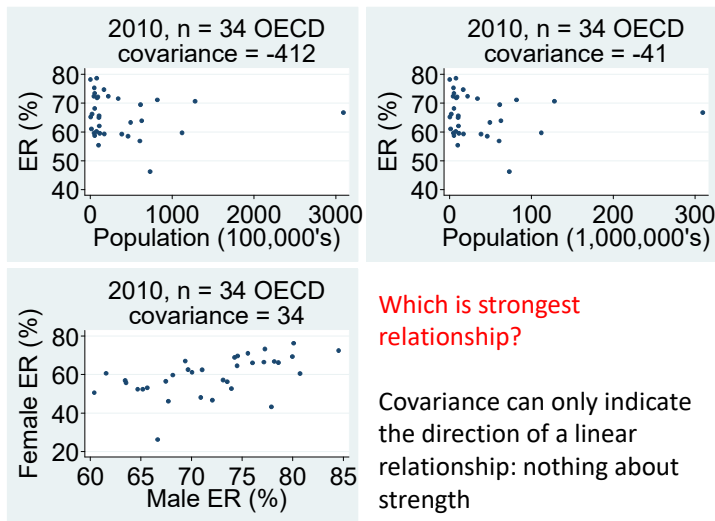 2010, n = 34 OECD
covariance = -412
80
70
60
50
40
ER (%)
0 1000 2000 3000
Population (100,000's)
2010, n = 34 OECD
covariance = -41
80
70
60
50
40
ER (%)
0 100 200 300
Population (1,000,000's)
2010, n = 34 OECD
covariance = 34
80
60
40
20
Female ER (%)
60 65 70 75 80 85
Male ER (%)
Which is strongest
relationship?
Covariance can only indicate
the direction of a linear
relationship: nothing about
strength